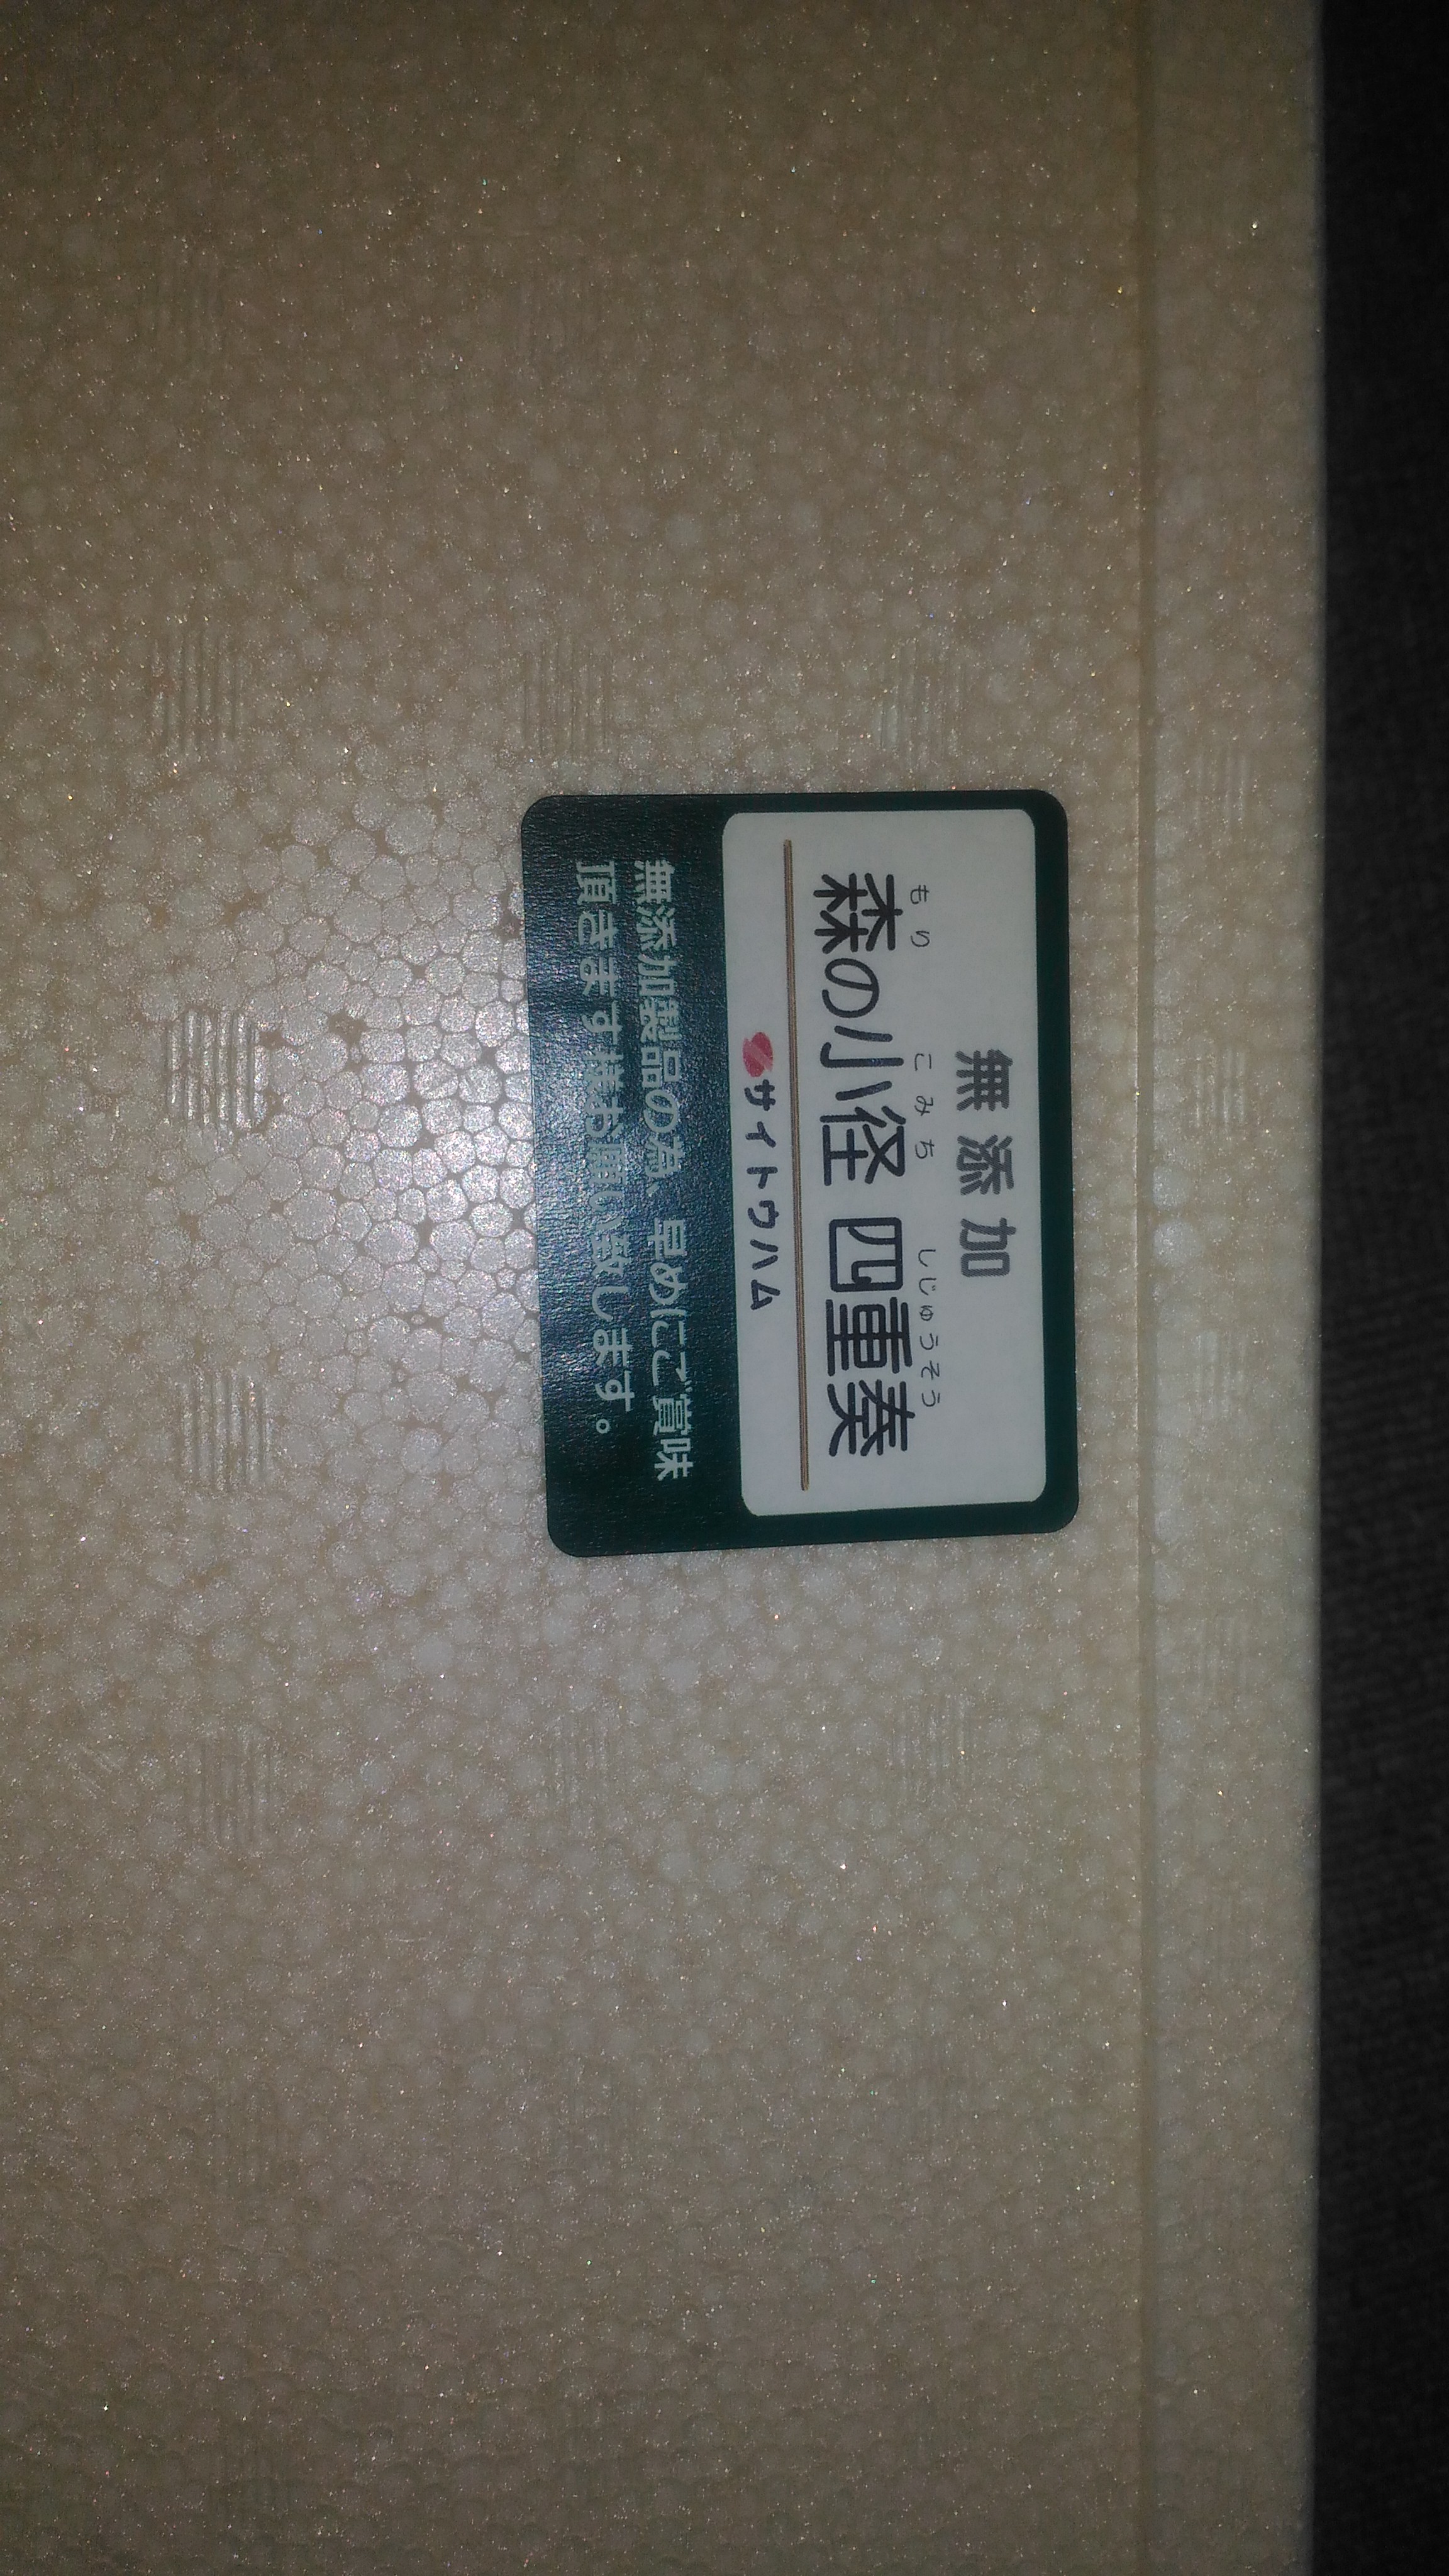 無添加
もり こみち しじゅうそう
森の小径 四重奏
サイトウハム
無添加製品の為、早めにご賞味
頂きます様お願い致します。